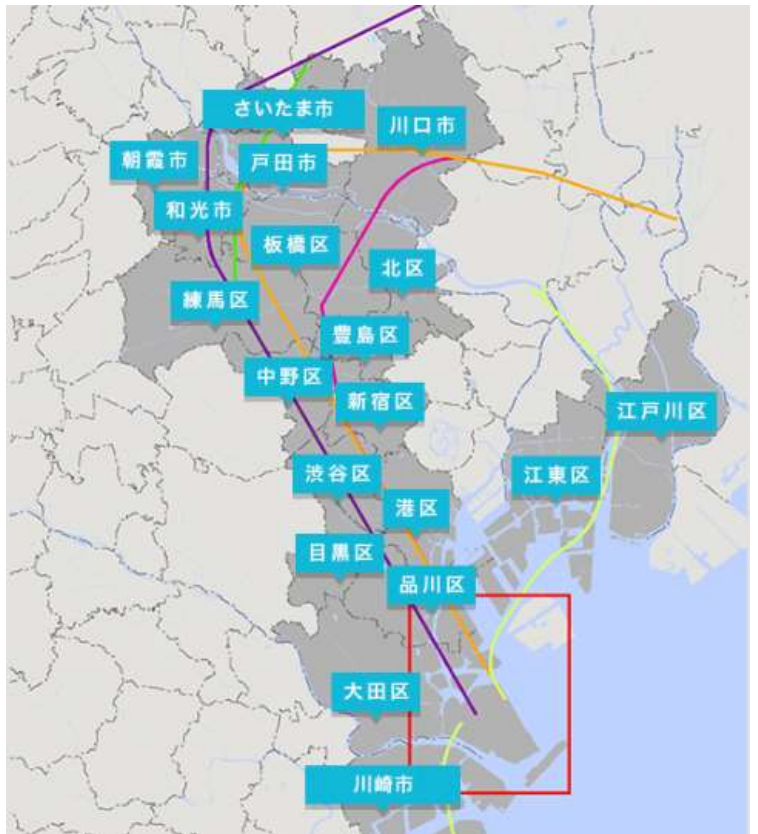 さいたま市
川口市
朝霞市
戸田市
和光市
板橋区
北区
練馬区
豊島区
中野区
新宿区
江戸川区
渋谷区
江東区
港区
目黒区
品川区
大田区
川崎市